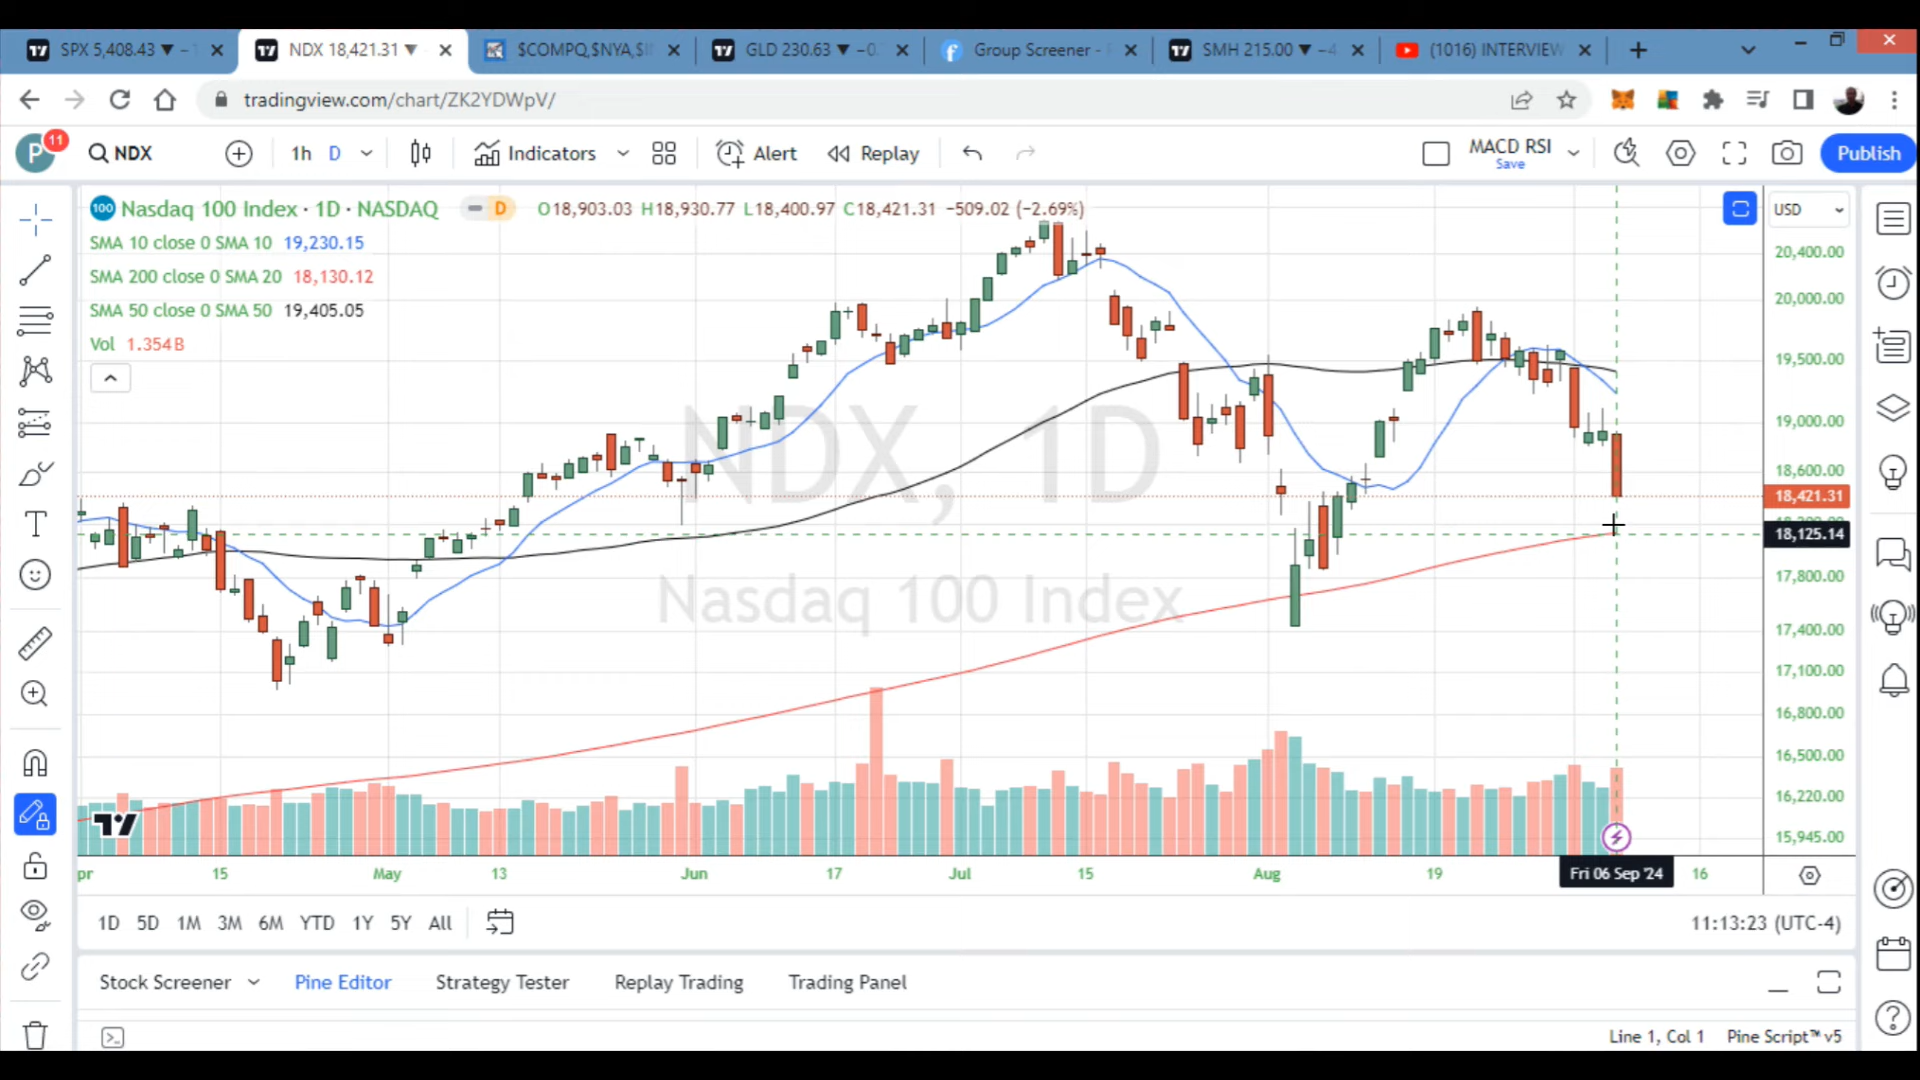 SPX 5,408.43 ▼ −
NDX 18,421.31 ▼
$COMPQ,$NYA,$I
GLD 230.63 ▼ −0.
Group Screener -
SMH 215.00 ▼ −4
(1016) INTERVIEW
tradingview.com/chart/ZK2YDWpV/
P
11
NDX
1h
D
Indicators
Alert
Replay
MACD RSI
Save
Publish
100
Nasdaq 100 Index · 1D · NASDAQ
D
O18,903.03 H18,930.77 L18,400.97 C18,421.31 −509.02 (−2.69%)
SMA 10 close 0 SMA 10 19,230.15
SMA 200 close 0 SMA 20 18,130.12
SMA 50 close 0 SMA 50 19,405.05
Vol 1.354B
NDX, 1D
Nasdaq 100 Index
USD
20,400.00
20,000.00
19,500.00
19,000.00
18,600.00
18,421.31
18,125.14
17,800.00
17,400.00
17,100.00
16,800.00
16,500.00
16,220.00
15,945.00
pr
15
May
13
Jun
17
Jul
15
Aug
19
Fri 06 Sep '24
16
1D 5D 1M 3M 6M YTD 1Y 5Y All
11:13:23 (UTC-4)
Stock Screener
Pine Editor
Strategy Tester
Replay Trading
Trading Panel
Line 1, Col 1
Pine Script™ v5